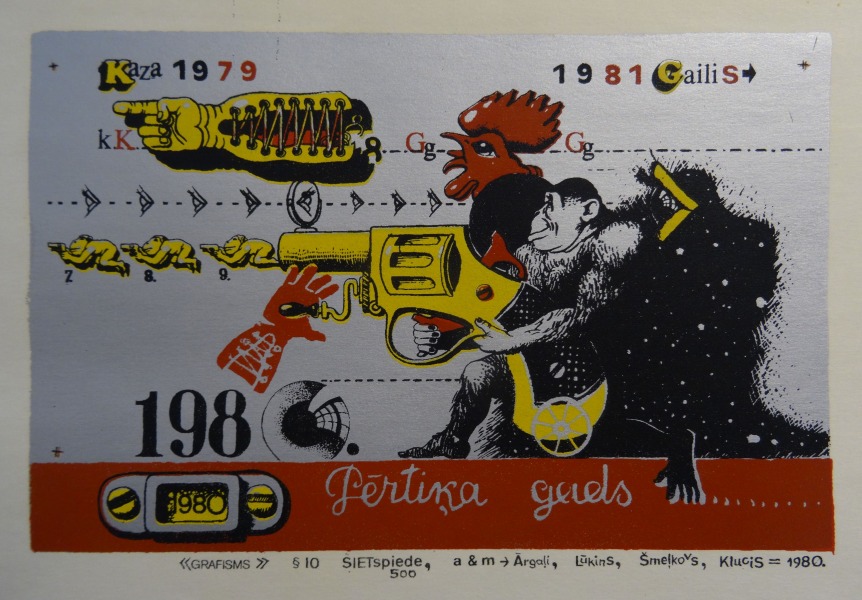 Kaza 1979
1981 GailiS→
kK
Gg
Gg
7. 8. 9.
198
1980
Pērtiķa gads
«GRAFISMS» §10 SIETspiede, a & m → Ārgaļi, Lūkins, Šmeļkovs, KluciS = 1980.
500